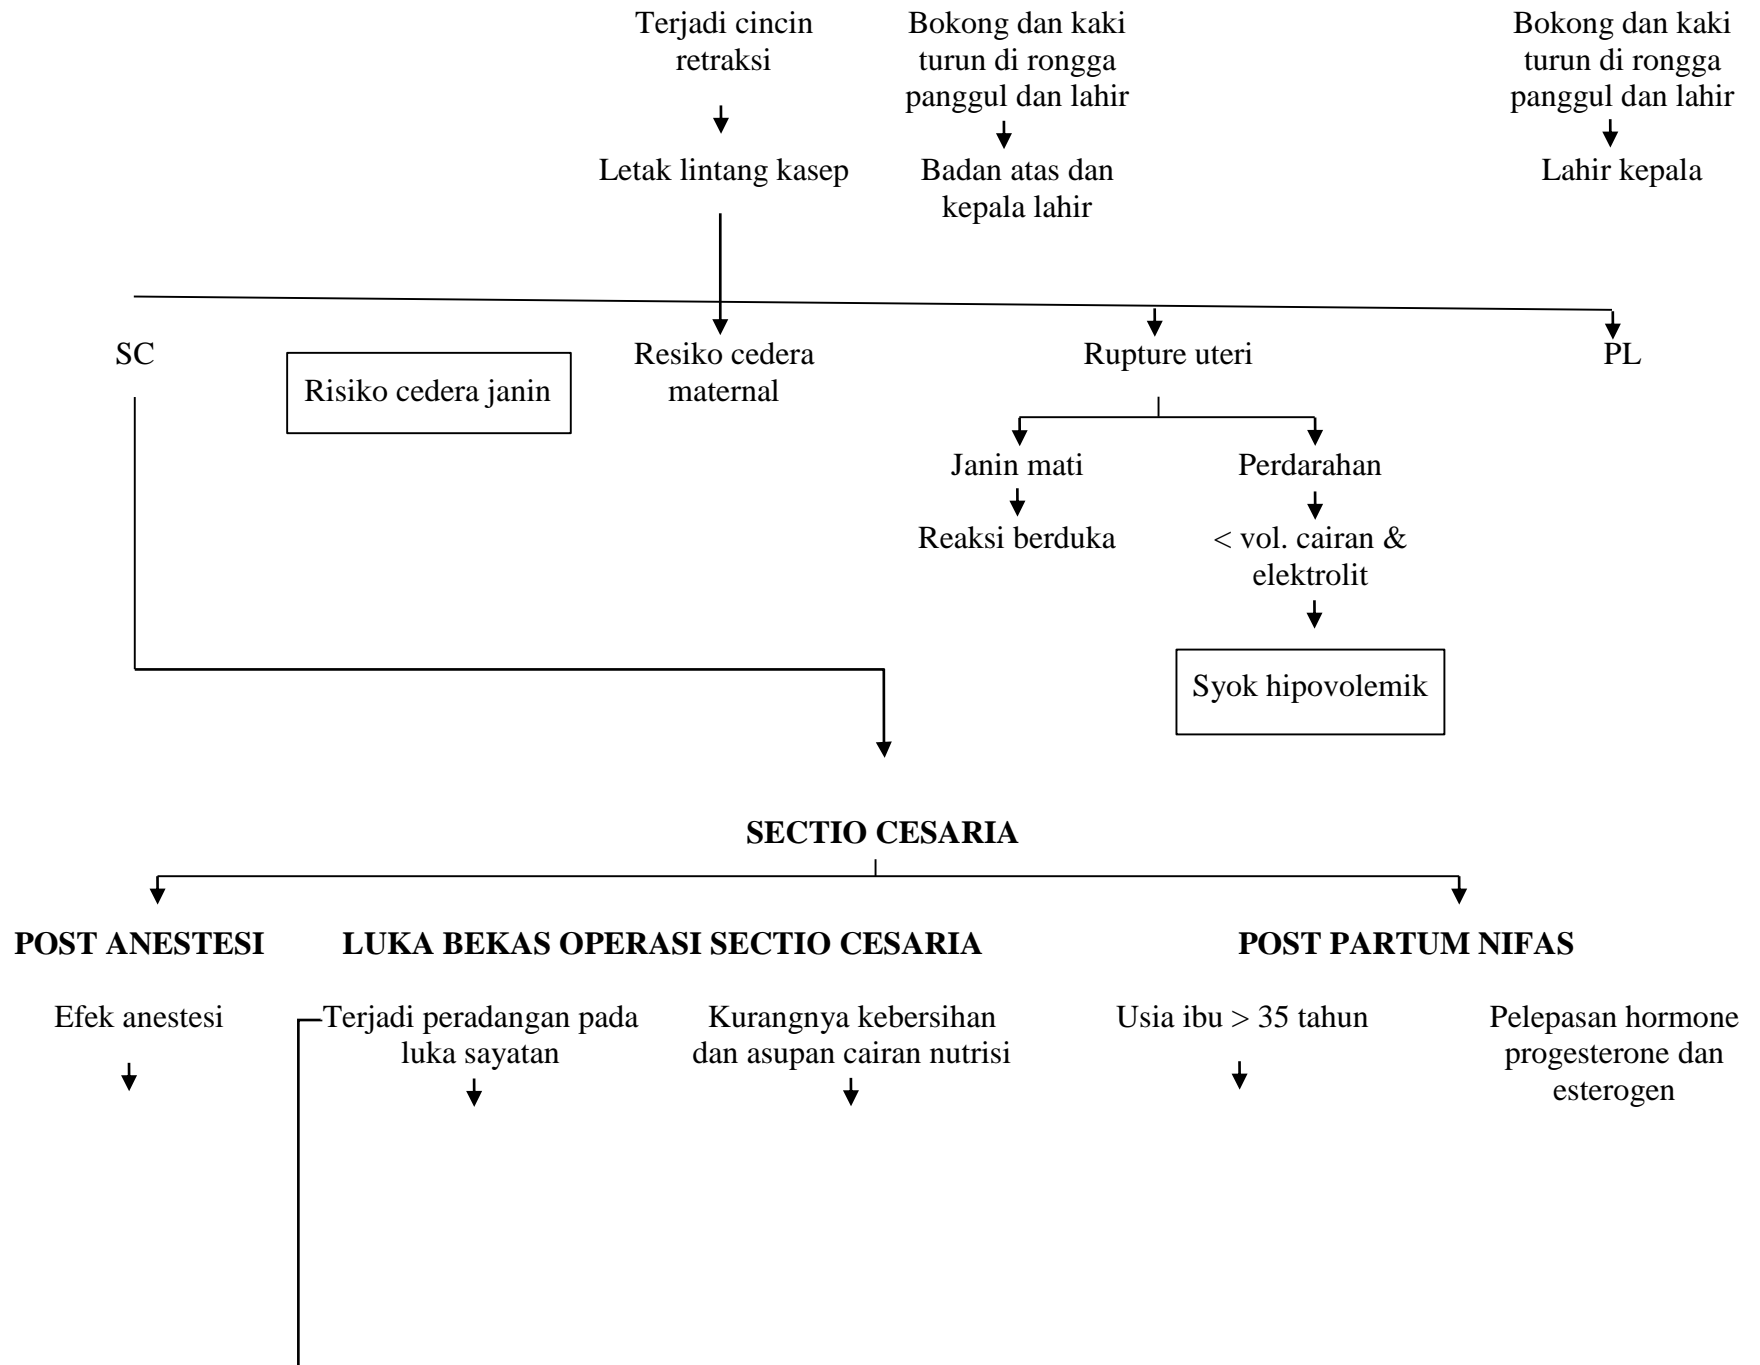 Terjadi cincin
retraksi
Bokong dan kaki
turun di rongga
panggul dan lahir
Bokong dan kaki
turun di rongga
panggul dan lahir
Letak lintang kasep
Badan atas dan
kepala lahir
Lahir kepala
SC
Risiko cedera janin
Resiko cedera
maternal
Rupture uteri
PL
Janin mati
Perdarahan
Reaksi berduka
< vol. cairan &
elektrolit
Syok hipovolemik
SECTIO CESARIA
POST ANESTESI
LUKA BEKAS OPERASI SECTIO CESARIA
POST PARTUM NIFAS
Efek anestesi
Terjadi peradangan pada
luka sayatan
Kurangnya kebersihan
dan asupan cairan nutrisi
Usia ibu > 35 tahun
Pelepasan hormone
progesterone dan
esterogen